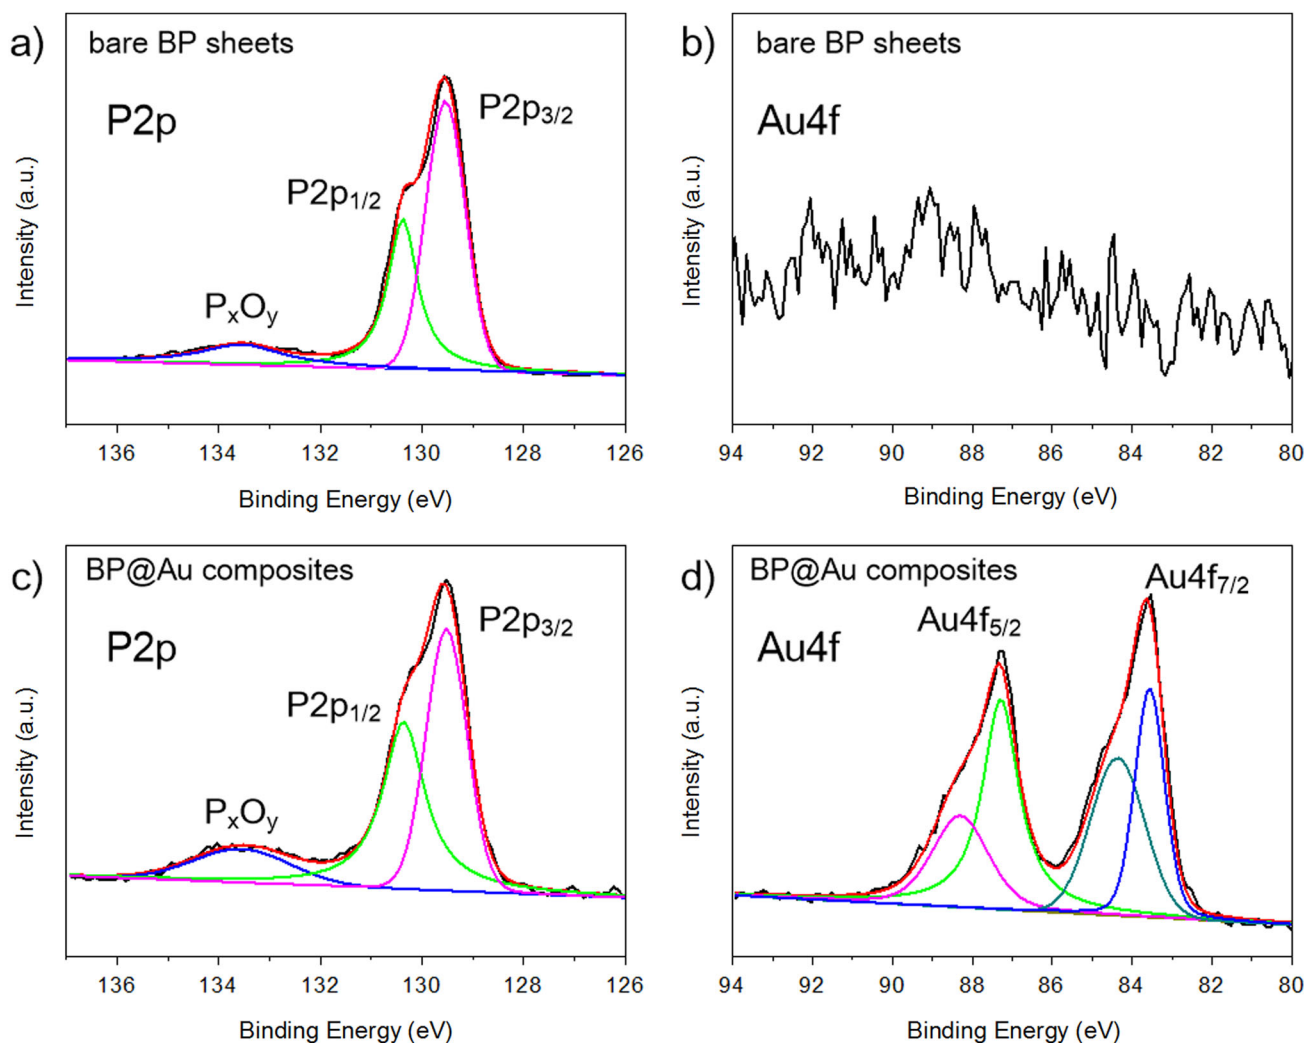 a)
bare BP sheets
P2p
P2p3/2
P2p1/2
PxOy
Intensity (a.u.)
136 134 132 130 128 126
Binding Energy (eV)
b)
bare BP sheets
Au4f
Intensity (a.u.)
94 92 90 88 86 84 82 80
Binding Energy (eV)
c)
BP@Au composites
P2p
P2p3/2
P2p1/2
PxOy
Intensity (a.u.)
136 134 132 130 128 126
Binding Energy (eV)
d)
BP@Au composites
Au4f7/2
Au4f5/2
Au4f
Intensity (a.u.)
94 92 90 88 86 84 82 80
Binding Energy (eV)